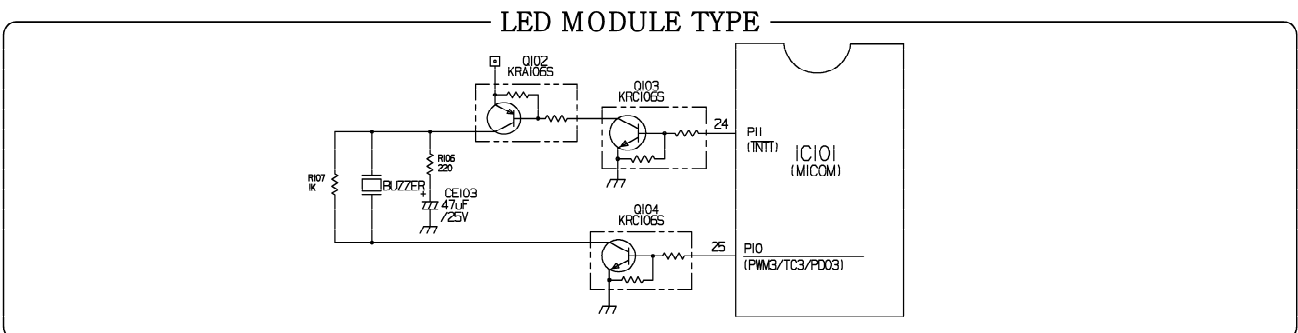 LED MODULE TYPE
Q102
KRA106S
Q103
KRC106S
24
P11
(INT1)
IC101
(MICOM)
R106
220
R107
1K
BUZZER
+
CE103
47uF
/25V
Q104
KRC106S
25
P10
(PWM3/TC3/PDO3)